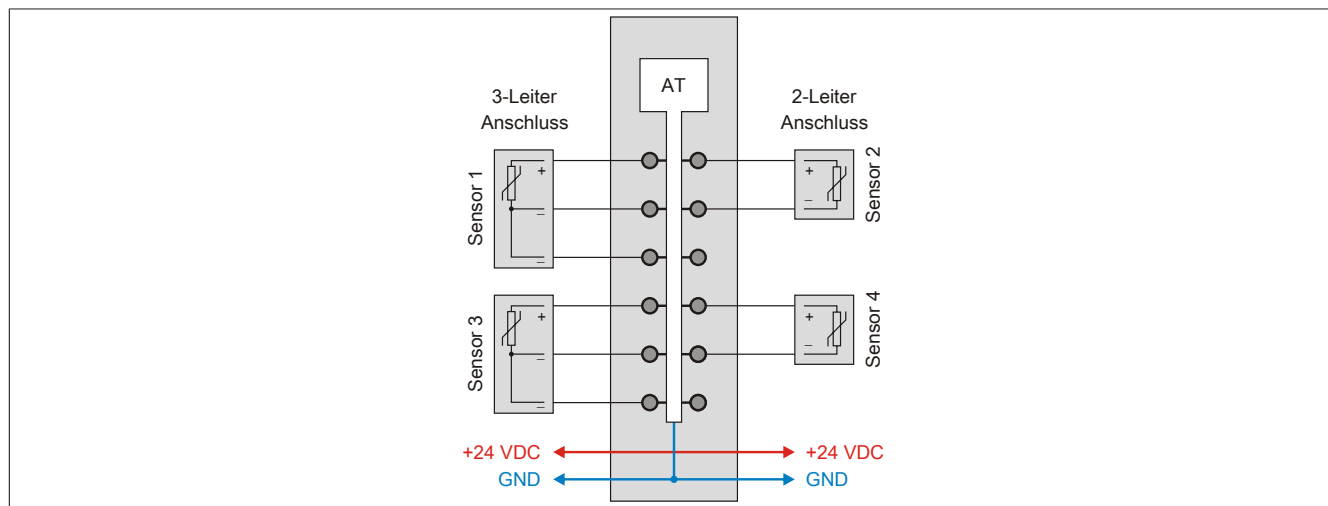 AT
3-Leiter
Anschluss
2-Leiter
Anschluss
Sensor 1
+
–
–
+
–
Sensor 2
Sensor 3
+
–
–
+
–
Sensor 4
+24 VDC
+24 VDC
GND
GND